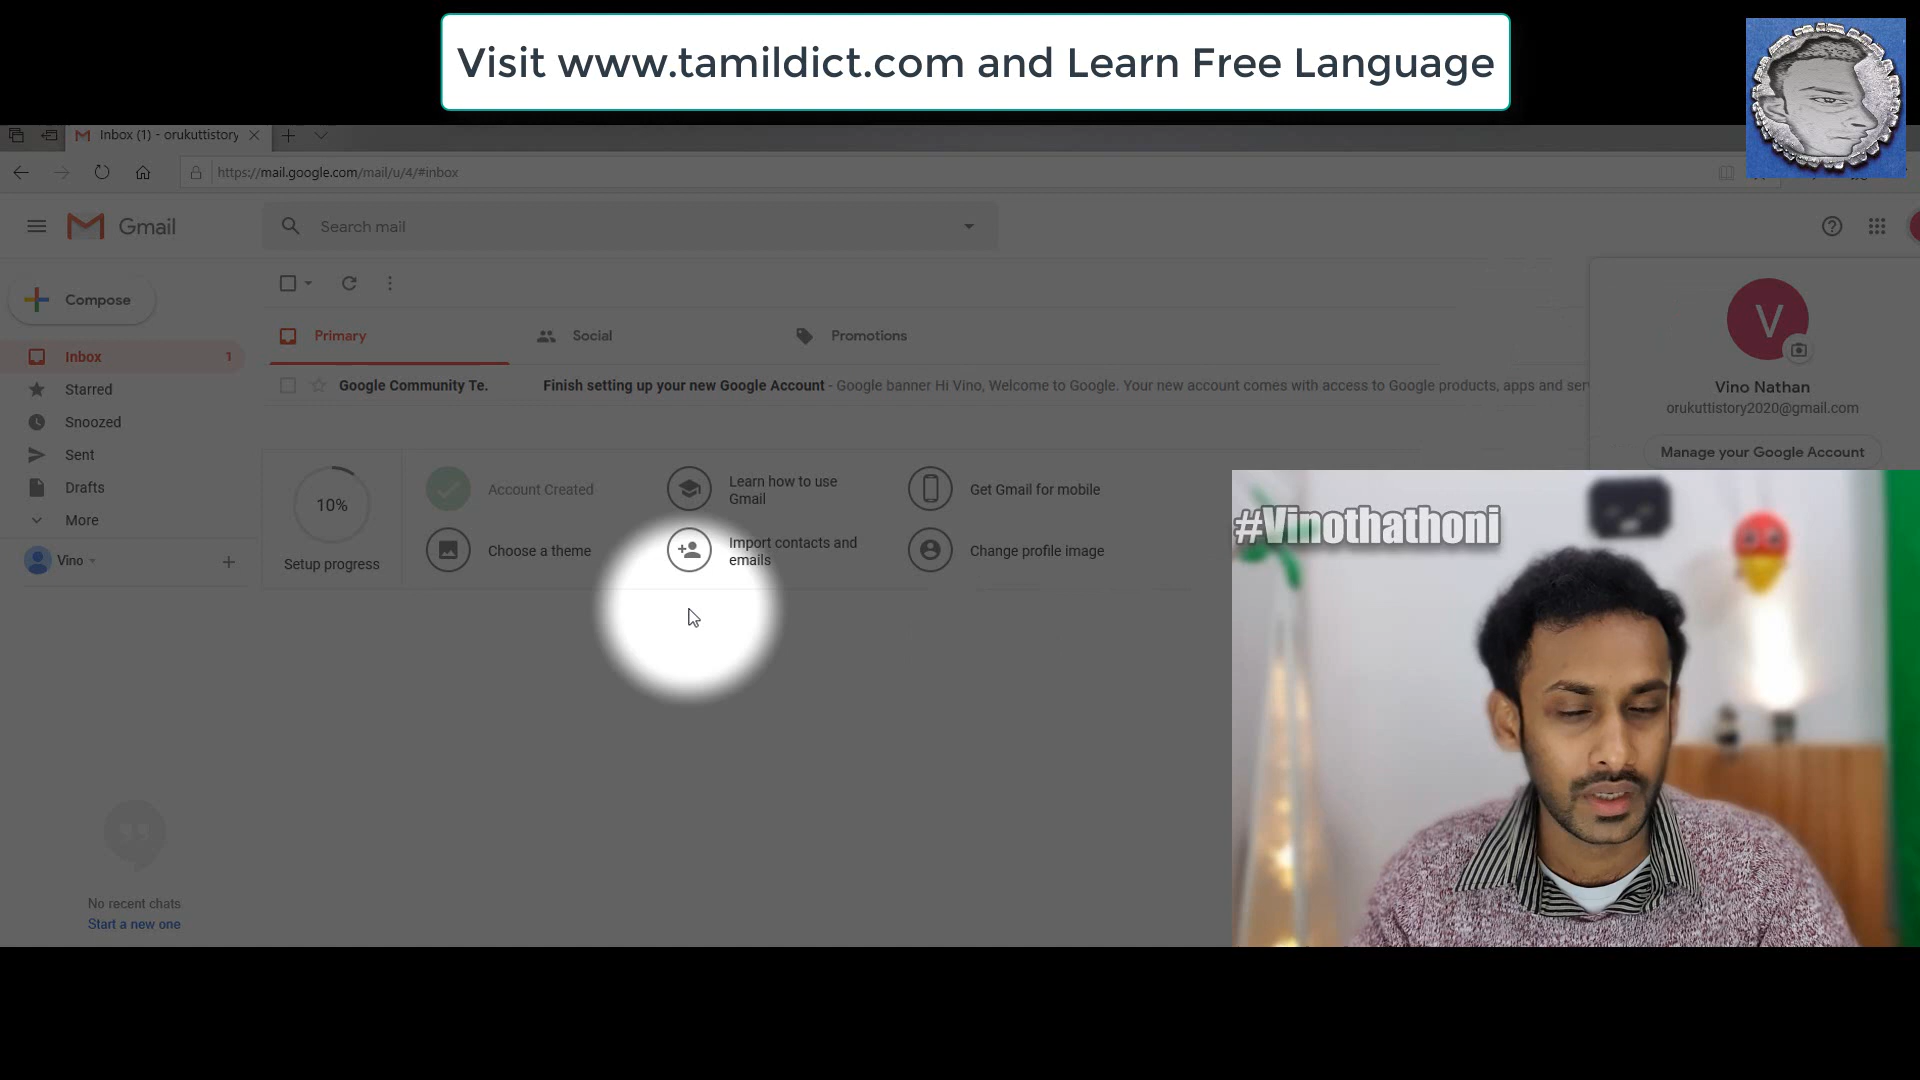 Visit www.tamildict.com and Learn Free Language
Inbox (1) - orukuttistory
https://mail.google.com/mail/u/4/#inbox
Gmail
Search mail
Compose
Inbox 1
Starred
Snoozed
Sent
Drafts
More
Vino
Primary
Social
Promotions
Google Community Te.
Finish setting up your new Google Account - Google banner Hi Vino, Welcome to Google. Your new account comes with access to Google products, apps and ser
10%
Setup progress
Account Created
Learn how to use
Gmail
Get Gmail for mobile
Choose a theme
Import contacts and
emails
Change profile image
V
Vino Nathan
orukuttistory2020@gmail.com
Manage your Google Account
#Vinothathoni
No recent chats
Start a new one